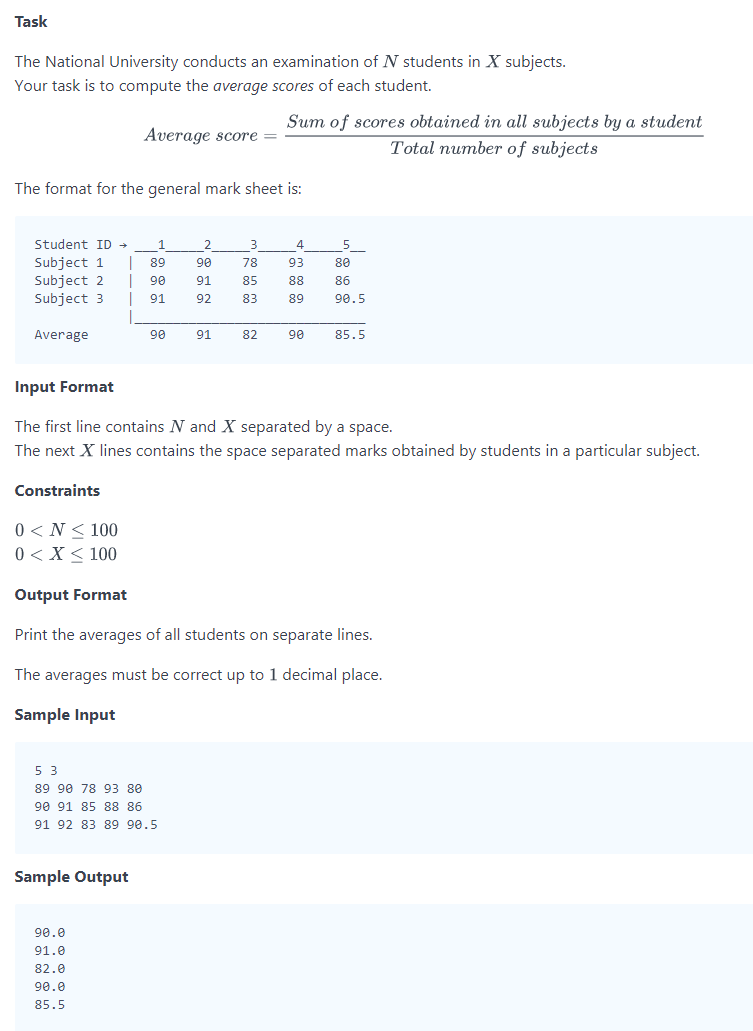 Task
The National University conducts an examination of N students in X subjects.
Your task is to compute the average scores of each student.
Average score = Sum of scores obtained in all subjects by a student / Total number of subjects
The format for the general mark sheet is:
Student ID → ___1_____2_____3_____4_____5__
Subject 1   |  89    90    78    93    80
Subject 2   |  90    91    85    88    86
Subject 3   |  91    92    83    89    90.5
            |______________________________
Average        90    91    82    90    85.5
Input Format
The first line contains N and X separated by a space.
The next X lines contains the space separated marks obtained by students in a particular subject.
Constraints
0 < N ≤ 100
0 < X ≤ 100
Output Format
Print the averages of all students on separate lines.
The averages must be correct up to 1 decimal place.
Sample Input
5 3
89 90 78 93 80
90 91 85 88 86
91 92 83 89 90.5
Sample Output
90.0
91.0
82.0
90.0
85.5